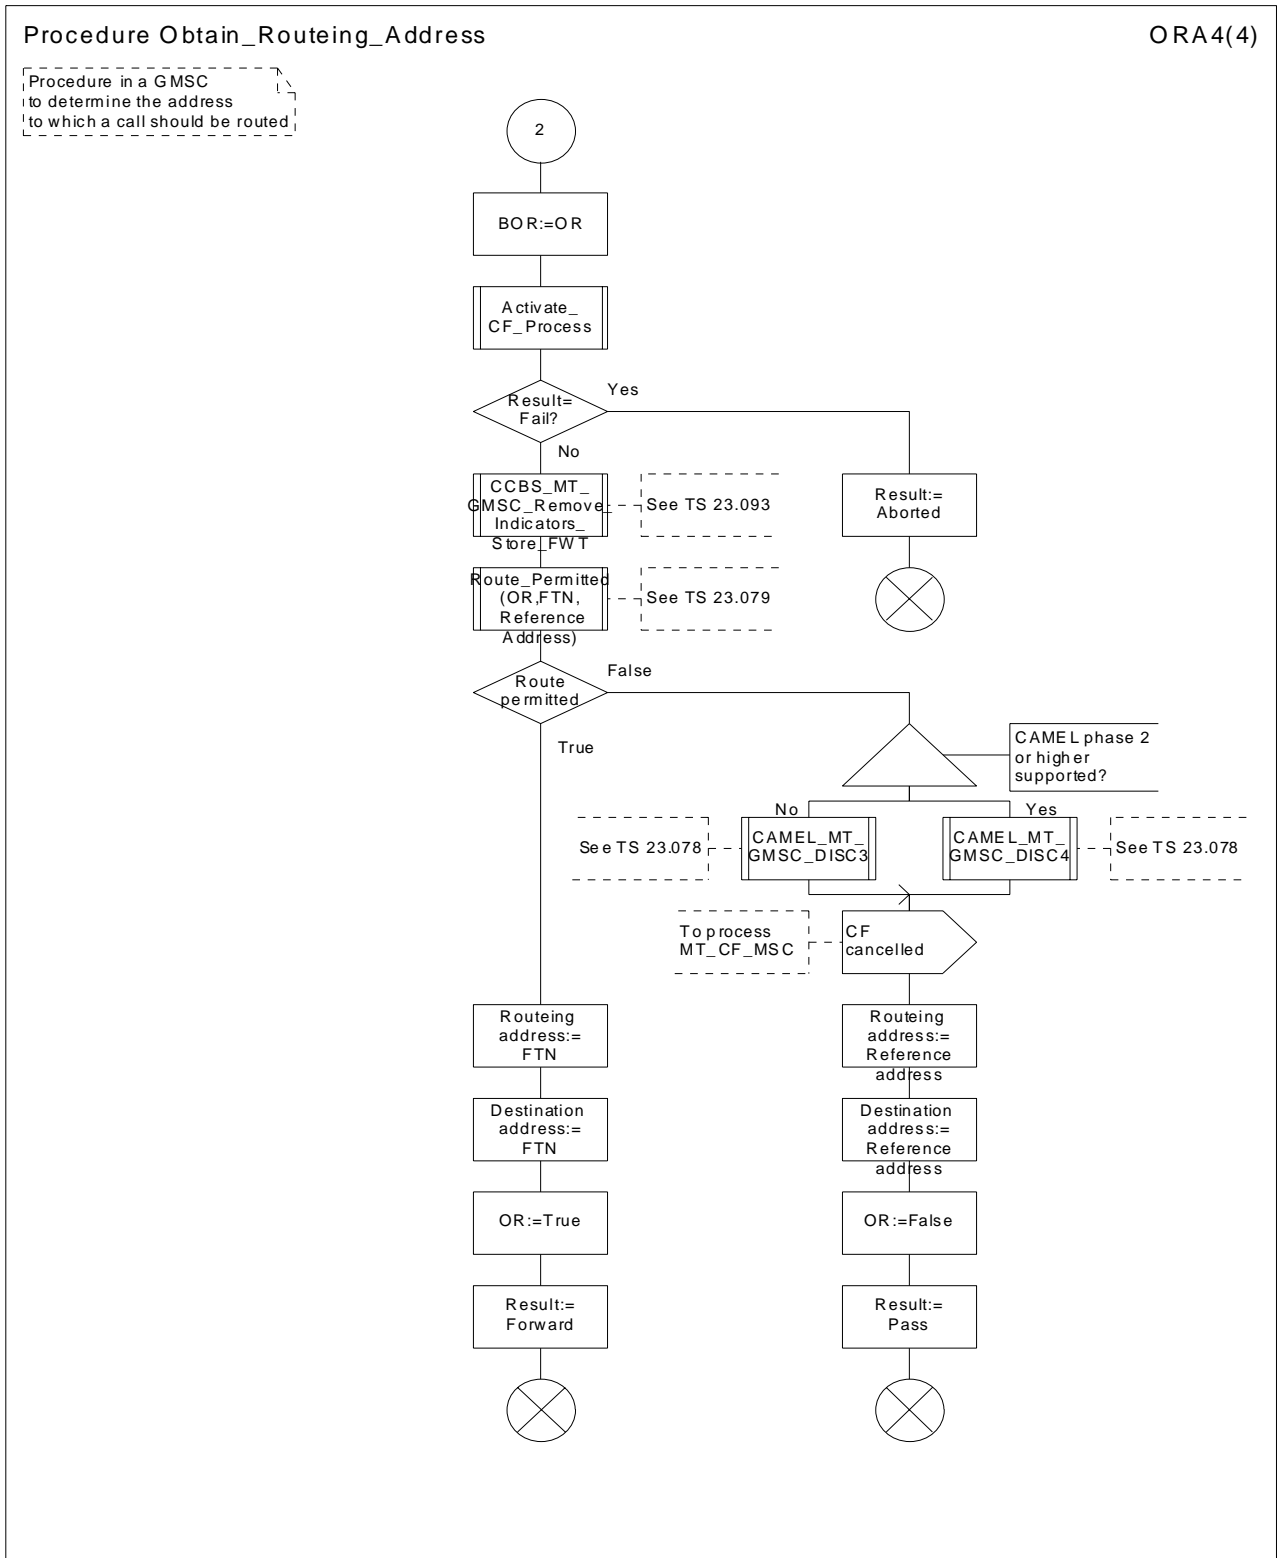 Procedure Obtain_Routeing_Address
ORA4(4)
Procedure in a GMSC
to determine the address
to which a call should be routed
2
BOR:=OR
Activate_
CF_Process
Result=
Fail?
Yes
No
CCBS_MT_
GMSC_Remove_
Indicators_
Store_FWT
See TS 23.093
Result:=
Aborted
Route_Permitted
(OR,FTN,
Reference
Address)
See TS 23.079
Route
permitted
False
True
CAMEL phase 2
or higher
supported?
No
Yes
See TS 23.078
CAMEL_MT_
GMSC_DISC3
CAMEL_MT_
GMSC_DISC4
See TS 23.078
To process
MT_CF_MSC
CF
cancelled
Routeing
address:=
FTN
Routeing
address:=
Reference
address
Destination
address:=
FTN
Destination
address:=
Reference
address
OR:=True
OR:=False
Result:=
Forward
Result:=
Pass